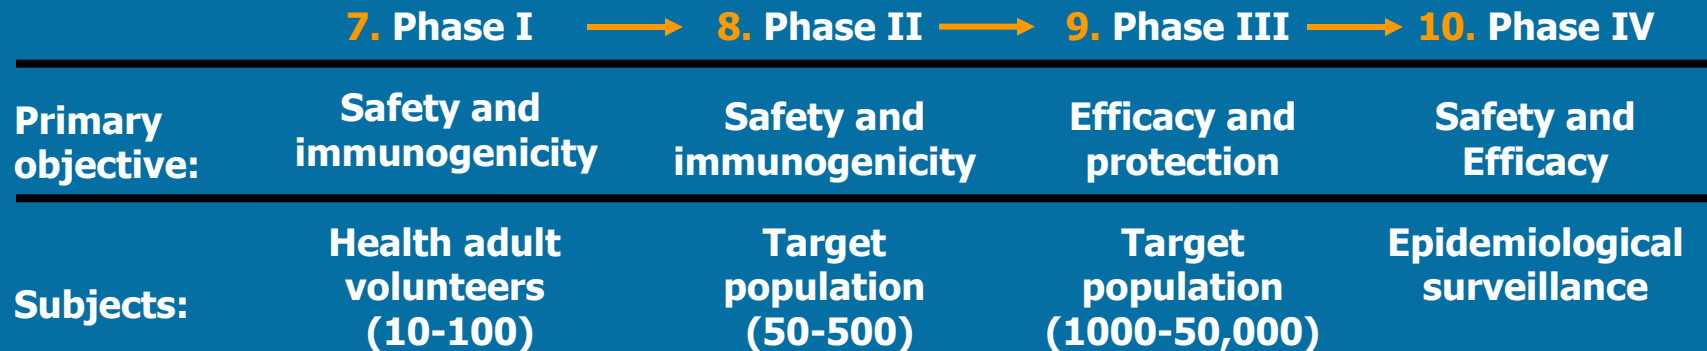 7. Phase I → 8. Phase II → 9. Phase III → 10. Phase IV
Primary
objective:
Safety and
immunogenicity
Safety and
immunogenicity
Efficacy and
protection
Safety and
Efficacy
Subjects:
Health adult
volunteers
(10-100)
Target
population
(50-500)
Target
population
(1000-50,000)
Epidemiological
surveillance